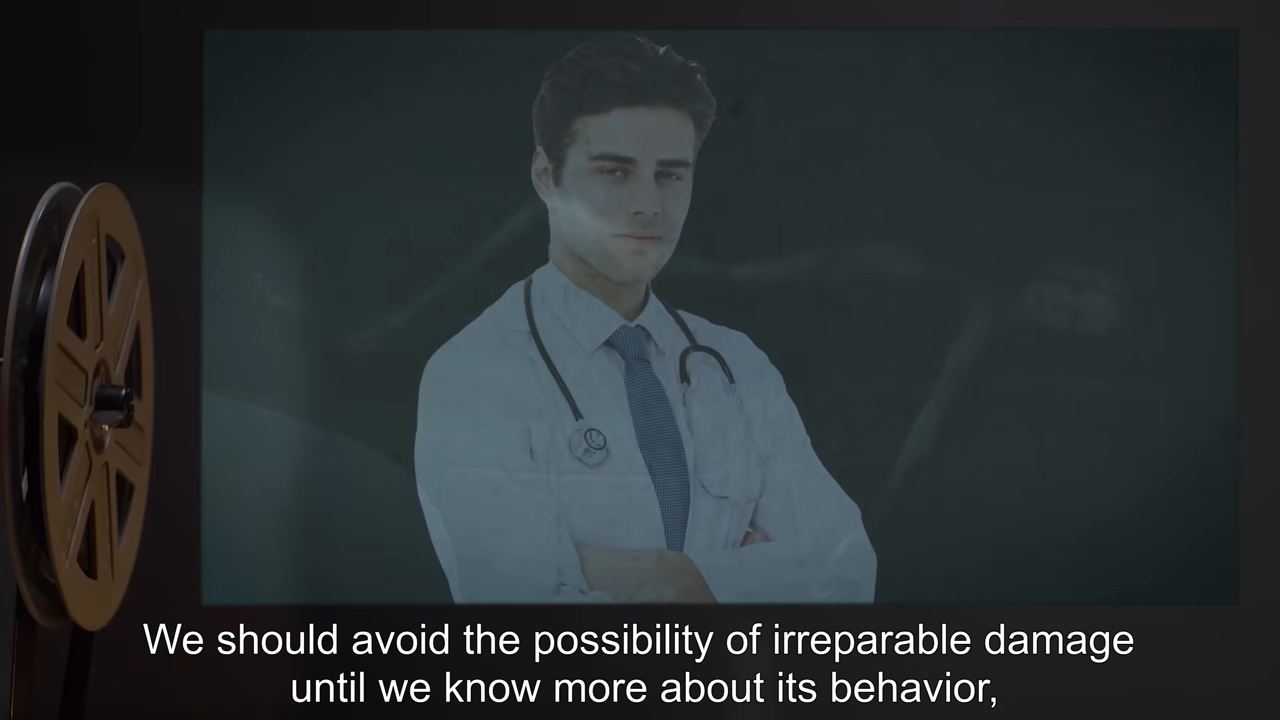 We should avoid the possibility of irreparable damage
until we know more about its behavior,